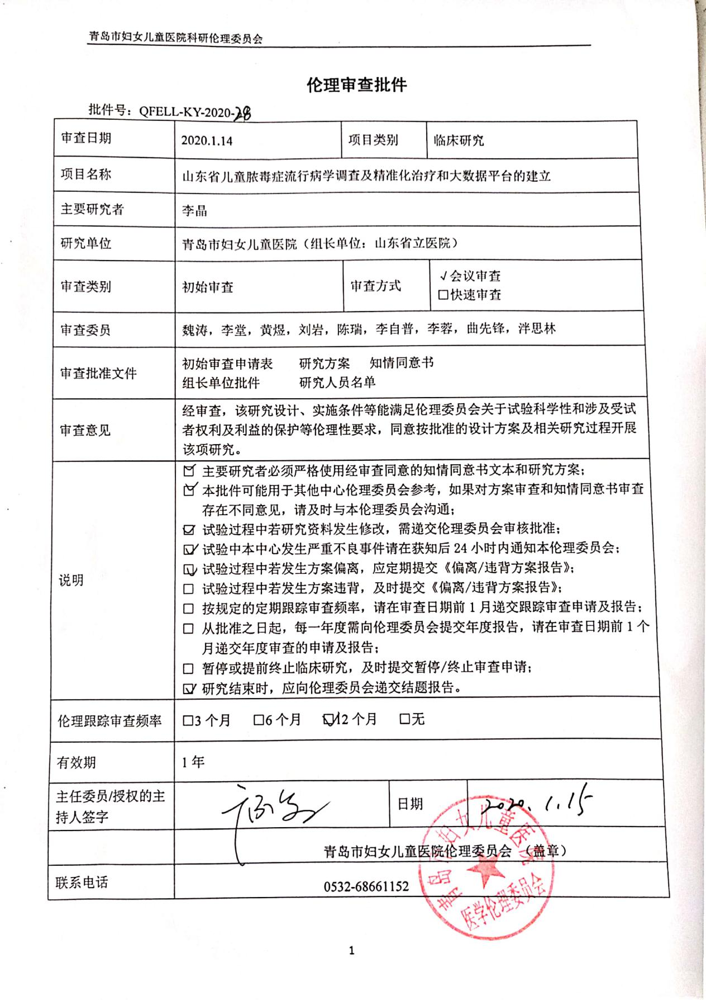 青岛市妇女儿童医院科研伦理委员会
伦理审查批件
批件号：QFELL-KY-2020-28
审查日期 2020.1.14 项目类别 临床研究
项目名称 山东省儿童脓毒症流行病学调查及精准化治疗和大数据平台的建立
主要研究者 李晶
研究单位 青岛市妇女儿童医院（组长单位：山东省立医院）
审查类别 初始审查 审查方式 √会议审查
□快速审查
审查委员 魏涛，李堂，黄煜，刘岩，陈瑞，李自普，李蓉，曲先锋，泮思林
审查批准文件 初始审查申请表 研究方案 知情同意书
组长单位批件 研究人员名单
审查意见 经审查，该研究设计、实施条件等能满足伦理委员会关于试验科学性和涉及受试
者权利及利益的保护等伦理性要求，同意按批准的设计方案及相关研究过程开展
该项研究。
说明
☑ 主要研究者必须严格使用经审查同意的知情同意书文本和研究方案；
☑ 本批件可能用于其他中心伦理委员会参考，如果对方案审查和知情同意书审查
存在不同意见，请及时与本伦理委员会沟通；
☑ 试验过程中若研究资料发生修改，需递交伦理委员会审核批准；
☑ 试验中本中心发生严重不良事件请在获知后 24 小时内通知本伦理委员会；
☑ 试验过程中若发生方案偏离，应定期提交《偏离/违背方案报告》；
□ 试验过程中若发生方案违背，及时提交《偏离/违背方案报告》；
□ 按规定的定期跟踪审查频率，请在审查日期前 1 月递交跟踪审查申请及报告；
□ 从批准之日起，每一年度需向伦理委员会提交年度报告，请在审查日期前 1 个
月递交年度审查的申请及报告；
□ 暂停或提前终止临床研究，及时提交暂停/终止审查申请；
☑ 研究结束时，应向伦理委员会递交结题报告。
伦理跟踪审查频率 □3 个月 □6 个月 ☑12 个月 □无
有效期 1 年
主任委员/授权的主
持人签字 日期 2020.1.15
青岛市妇女儿童医院伦理委员会 （盖章）
联系电话 0532-68661152
青岛市妇女儿童医院
医学伦理委员会
1